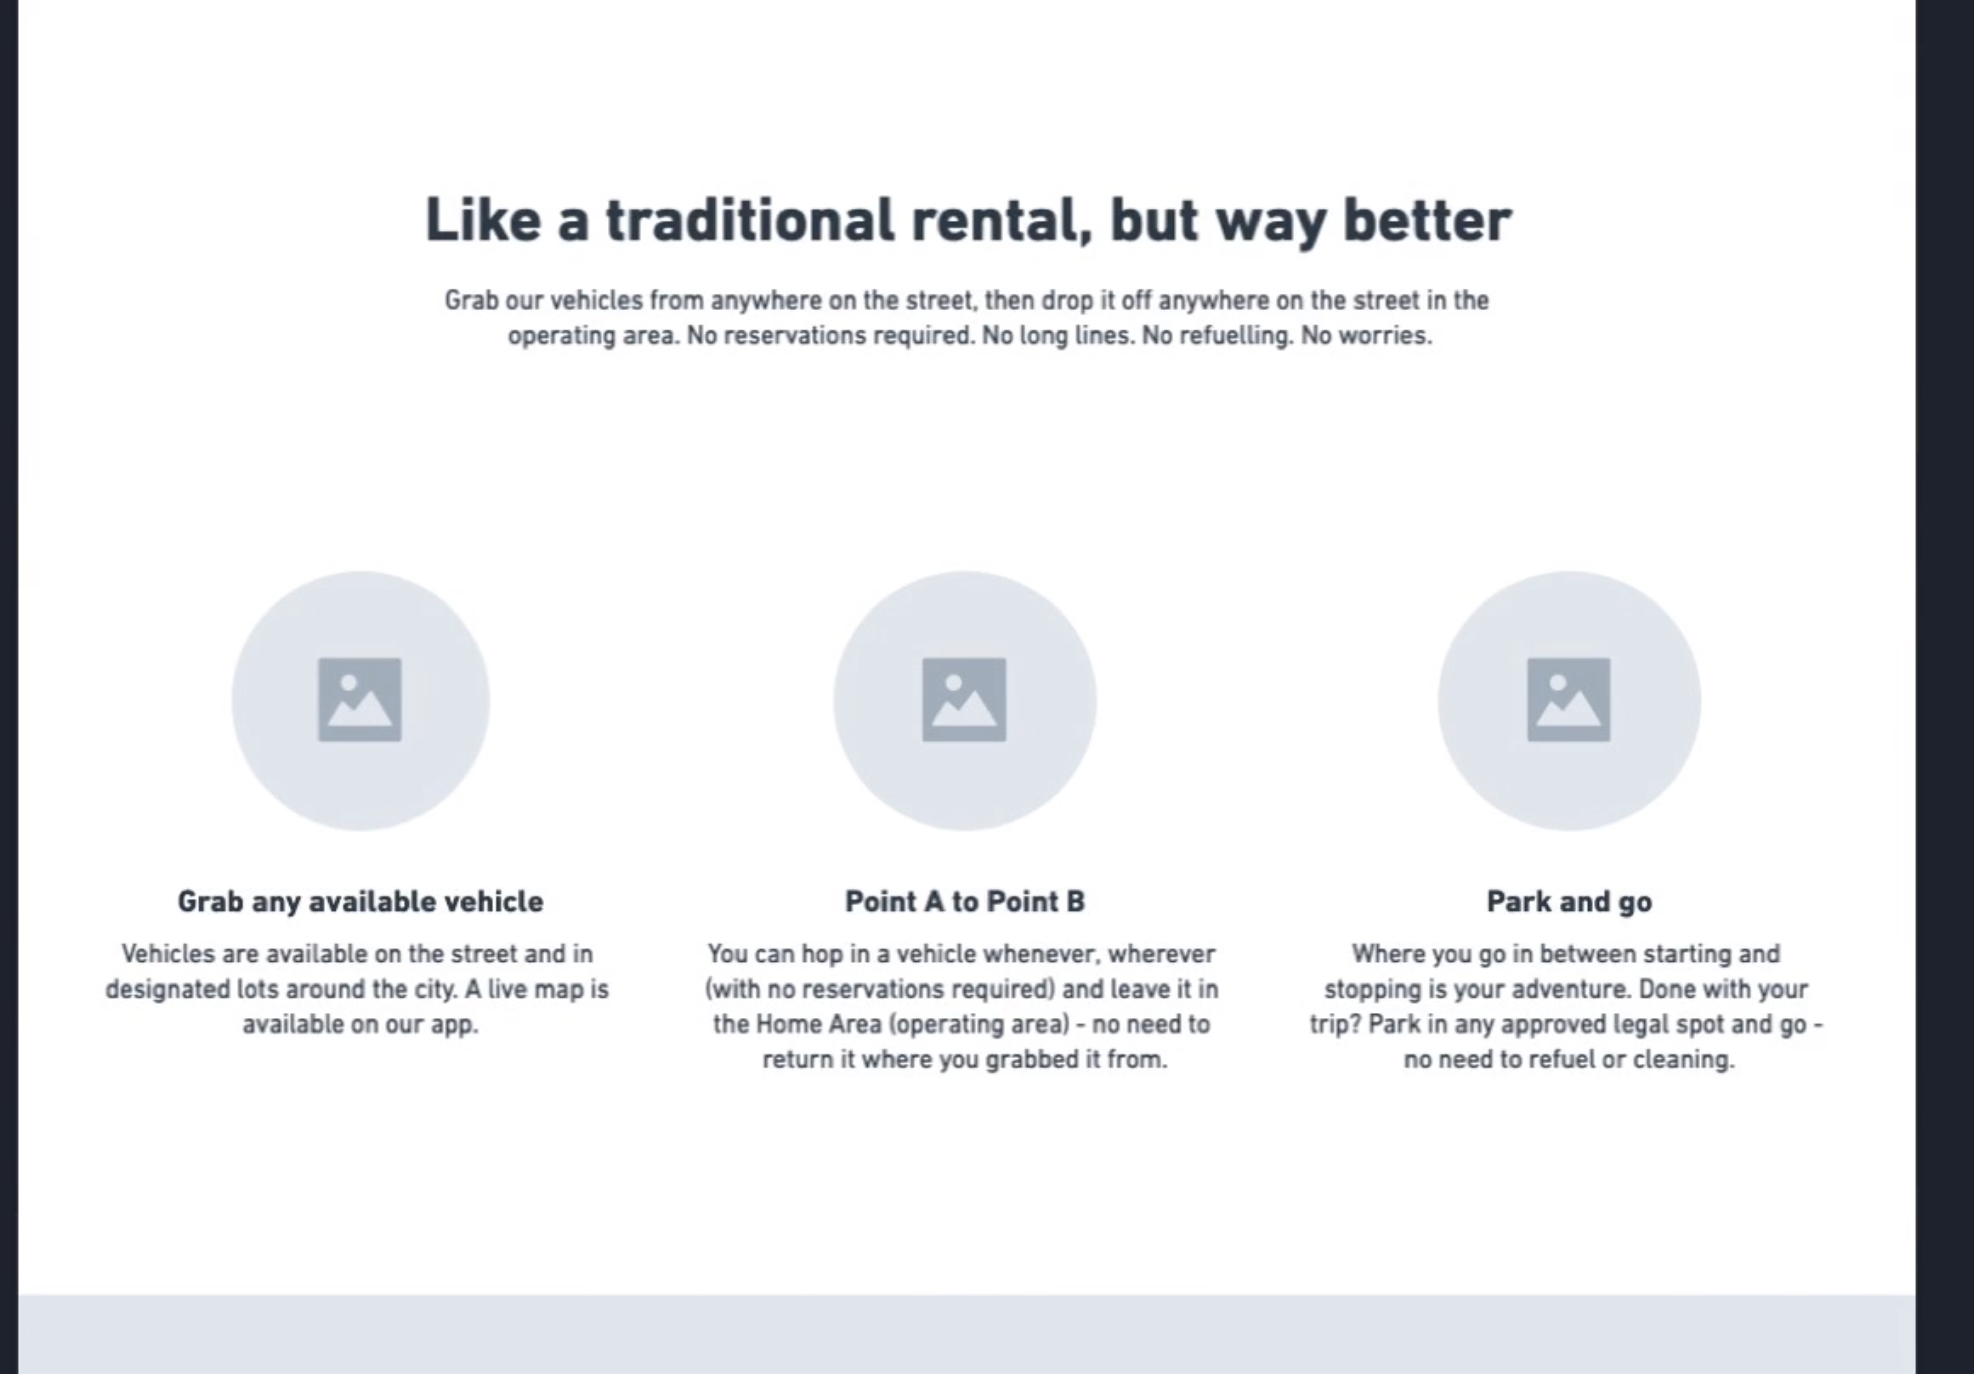 Like a traditional rental, but way better
Grab our vehicles from anywhere on the street, then drop it off anywhere on the street in the
operating area. No reservations required. No long lines. No refuelling. No worries.
Grab any available vehicle
Vehicles are available on the street and in
designated lots around the city. A live map is
available on our app.
Point A to Point B
You can hop in a vehicle whenever, wherever
(with no reservations required) and leave it in
the Home Area (operating area) - no need to
return it where you grabbed it from.
Park and go
Where you go in between starting and
stopping is your adventure. Done with your
trip? Park in any approved legal spot and go -
no need to refuel or cleaning.